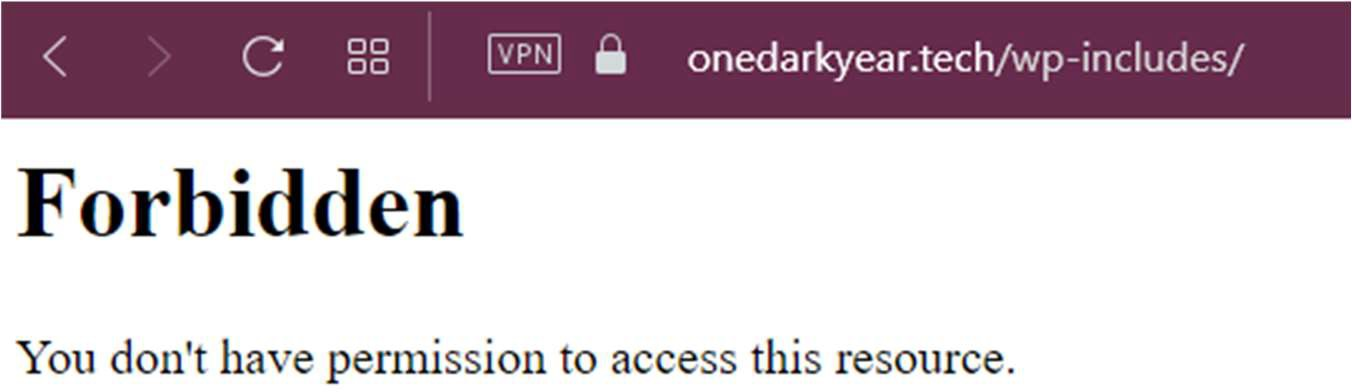 VPN onedarkyear.tech/wp-includes/
Forbidden
You don't have permission to access this resource.